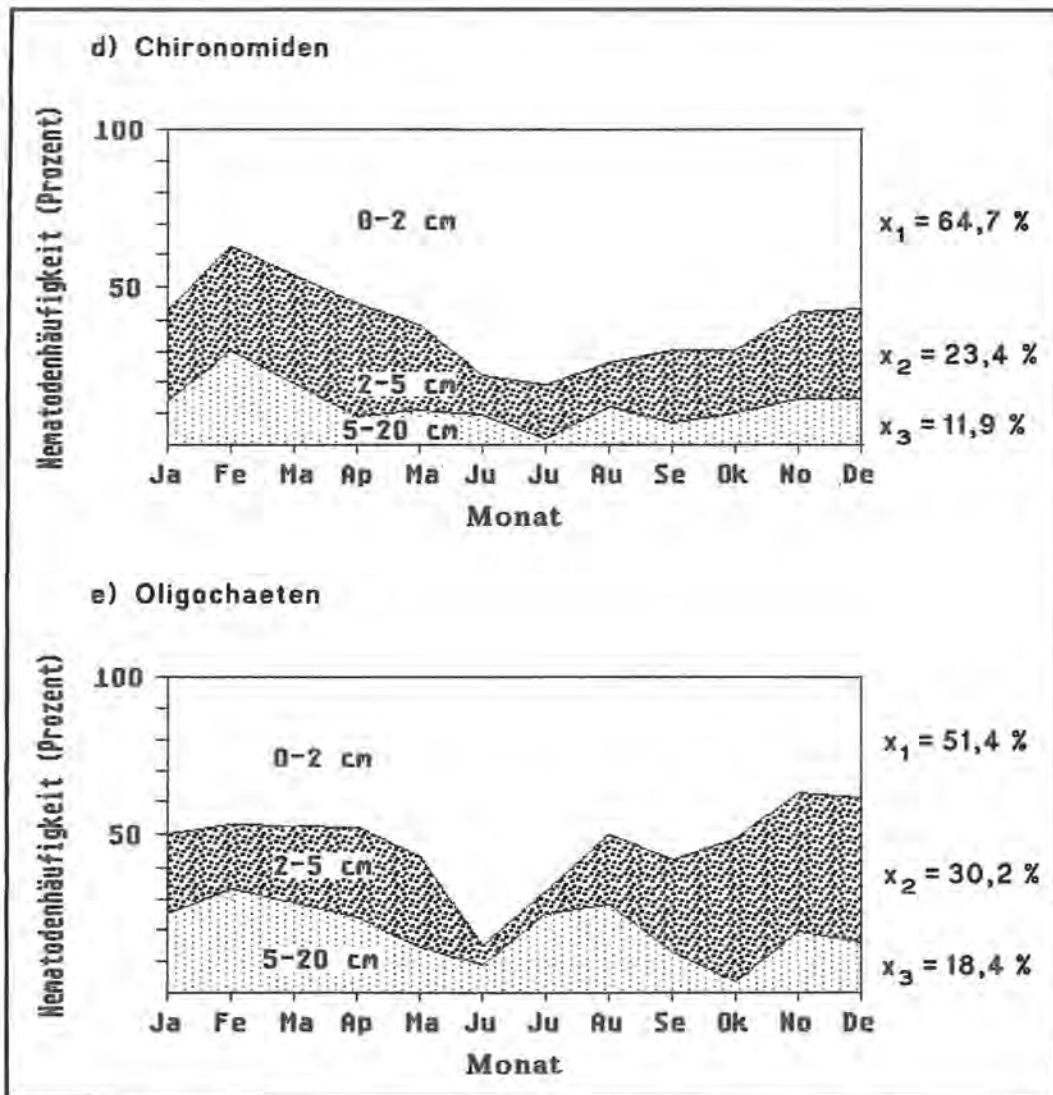 d) Chironomiden
Nematodenhäufigkeit (Prozent)
100
50
0-2 cm
2-5 cm
5-20 cm
x₁ = 64,7 %
x₂ = 23,4 %
x₃ = 11,9 %
Ja Fe Ma Ap Ma Ju Ju Au Se Ok No De
Monat
e) Oligochaeten
Nematodenhäufigkeit (Prozent)
100
50
0-2 cm
2-5 cm
5-20 cm
x₁ = 51,4 %
x₂ = 30,2 %
x₃ = 18,4 %
Ja Fe Ma Ap Ma Ju Ju Au Se Ok No De
Monat